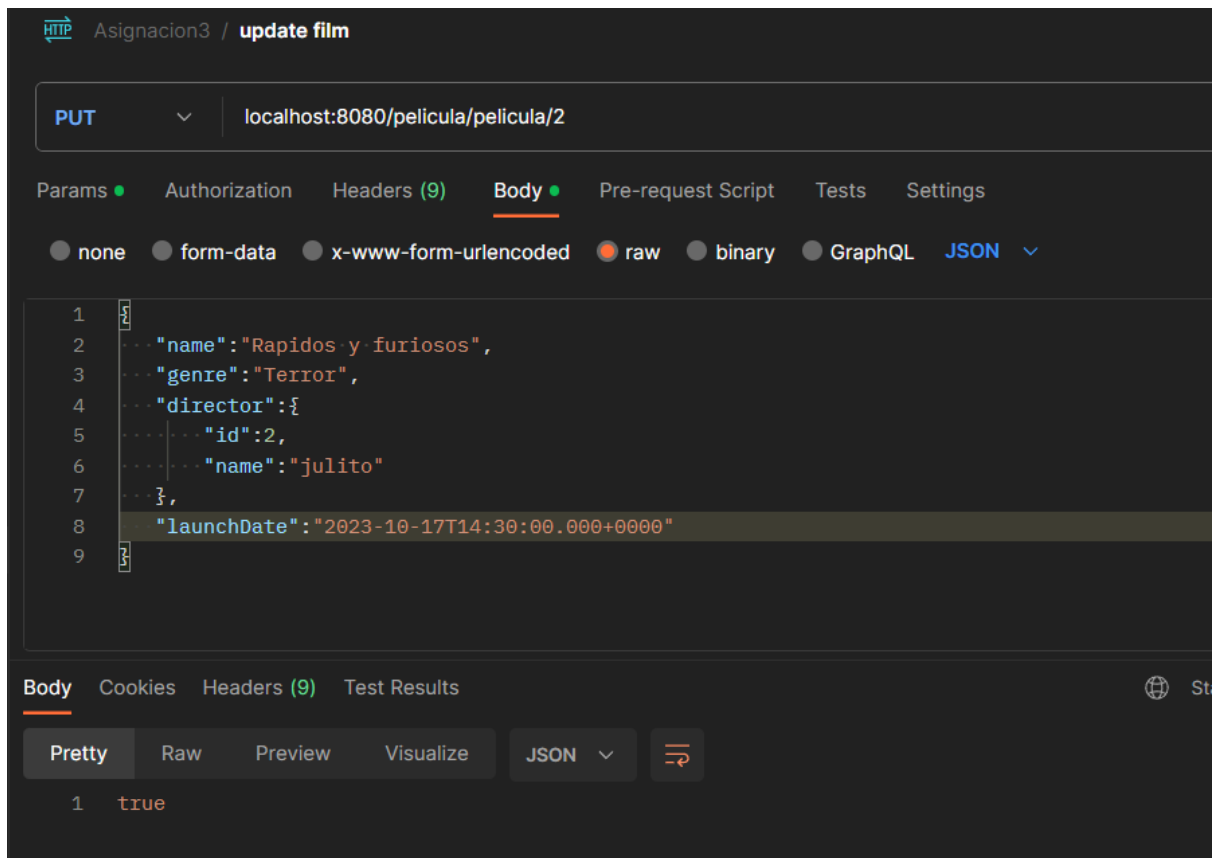 HTTP Asignacion3 / update film
PUT localhost:8080/pelicula/pelicula/2
Params Authorization Headers (9) Body Pre-request Script Tests Settings
none form-data x-www-form-urlencoded raw binary GraphQL JSON
1 {
2 "name":"Rapidos y furiosos",
3 "genre":"Terror",
4 "director":{
5 "id":2,
6 "name":"julito"
7 },
8 "launchDate":"2023-10-17T14:30:00.000+0000"
9 }
Body Cookies Headers (9) Test Results
Pretty Raw Preview Visualize JSON
1 true